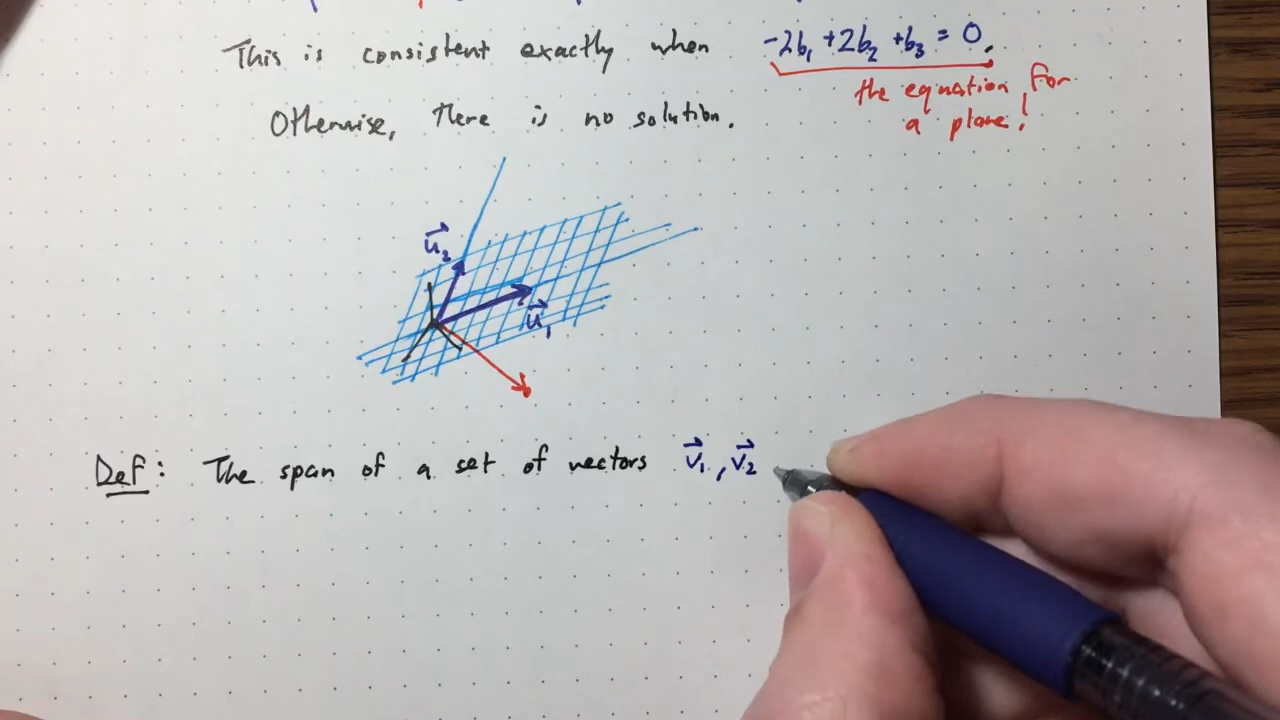 This is consistent exactly when -2b₁ + 2b₂ + b₃ = 0.
the equation for
a plane!
Otherwise, there is no solution.
u⃗₂
u⃗₁
Def: The span of a set of vectors v⃗₁, v⃗₂